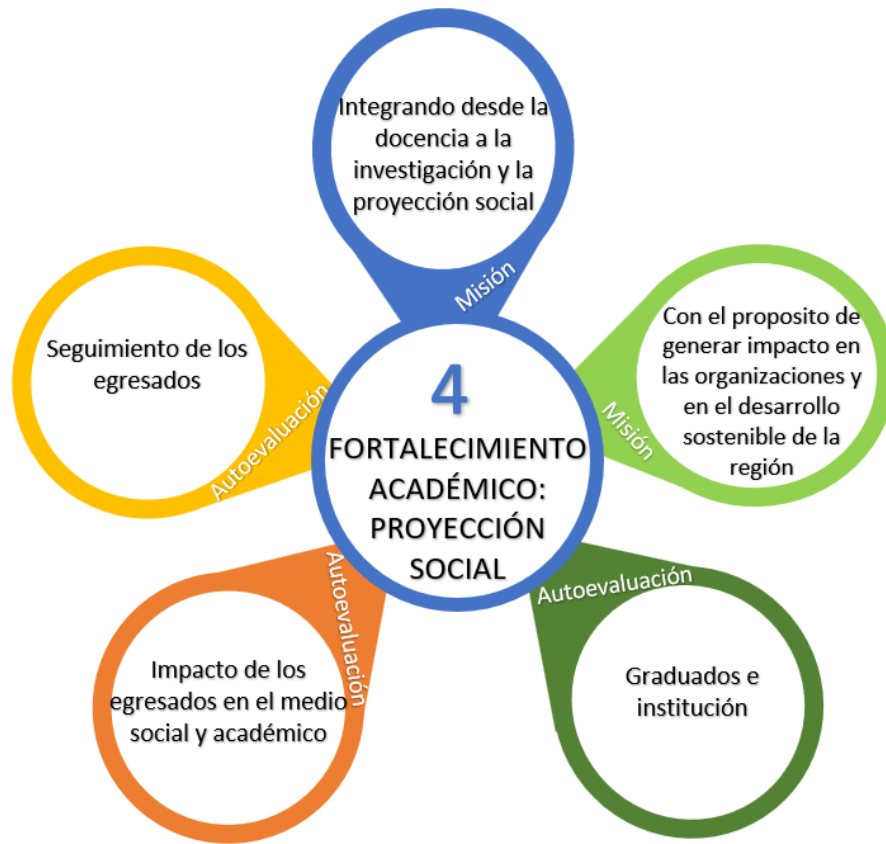 Integrando desde la
docencia a la
investigación y la
proyección social
Misión
Con el proposito de
generar impacto en
las organizaciones y
en el desarrollo
sostenible de la
región
Misión
Seguimiento de los
egresados
Autoevaluación
4
FORTALECIMIENTO
ACADÉMICO:
PROYECCIÓN
SOCIAL
Autoevaluación
Graduados e
institución
Autoevaluación
Impacto de los
egresados en el medio
social y académico